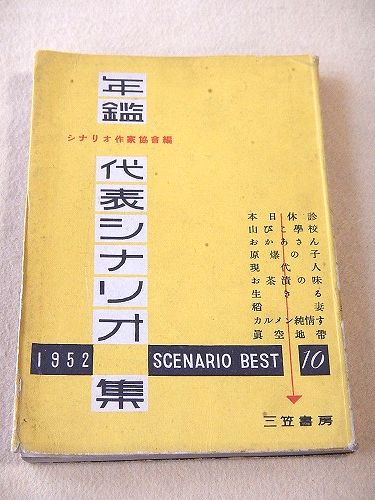 年鑑
シナリオ作家協會編
代表シナリオ集
本日休診
山びこ學校
おかあさん
原爆の子
現代人
お茶漬の味
生きる
稲妻
カルメン純情す
眞空地帶
1952 SCENARIO BEST 10
三笠書房